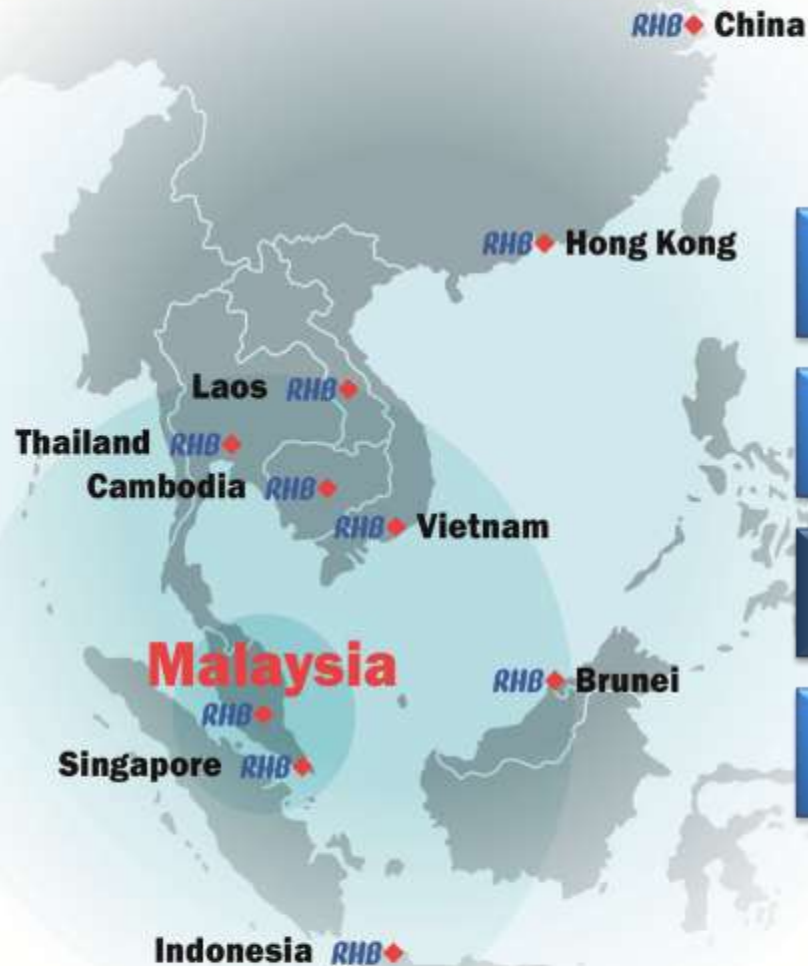 RHB China
RHB Hong Kong
Laos RHB
Thailand RHB
Cambodia RHB
RHB Vietnam
Malaysia
RHB
RHB Brunei
Singapore RHB
Indonesia RHB